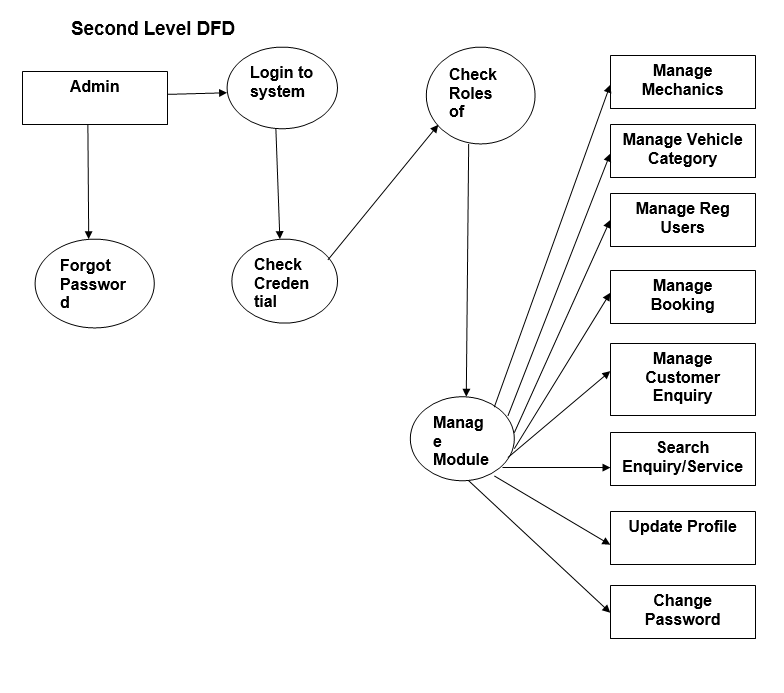 Second Level DFD
Admin
Login to
system
Check
Roles
of
Manage
Mechanics
Manage Vehicle
Category
Manage Reg
Users
Forgot
Passwor
d
Check
Creden
tial
Manage
Booking
Manage
Customer
Enquiry
Manag
e
Module
Search
Enquiry/Service
Update Profile
Change
Password